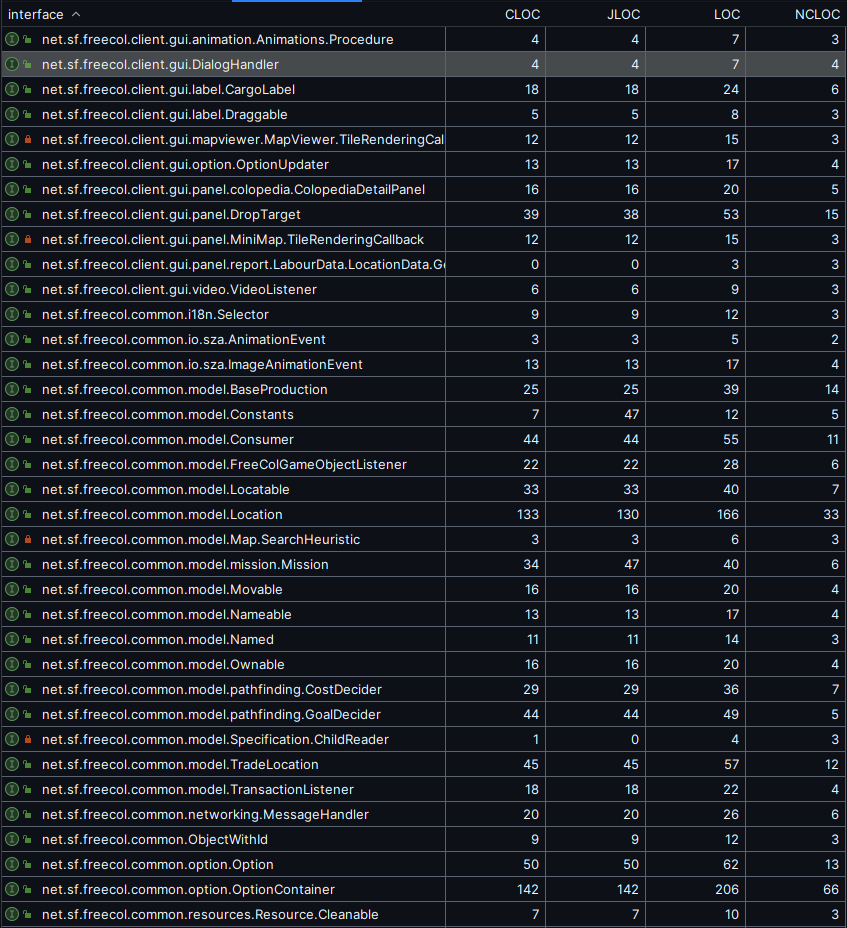 interface CLOC JLOC LOC NCLOC
net.sf.freecol.client.gui.animation.Animations.Procedure 4 4 7 3
net.sf.freecol.client.gui.DialogHandler 4 4 7 4
net.sf.freecol.client.gui.label.CargoLabel 18 18 24 6
net.sf.freecol.client.gui.label.Draggable 5 5 8 3
net.sf.freecol.client.gui.mapviewer.MapViewer.TileRenderingCal 12 12 15 3
net.sf.freecol.client.gui.option.OptionUpdater 13 13 17 4
net.sf.freecol.client.gui.panel.colopedia.ColopediaDetailPanel 16 16 20 5
net.sf.freecol.client.gui.panel.DropTarget 39 38 53 15
net.sf.freecol.client.gui.panel.MiniMap.TileRenderingCallback 12 12 15 3
net.sf.freecol.client.gui.panel.report.LabourData.LocationData.Ge 0 0 3 3
net.sf.freecol.client.gui.video.VideoListener 6 6 9 3
net.sf.freecol.common.i18n.Selector 9 9 12 3
net.sf.freecol.common.io.sza.AnimationEvent 3 3 5 2
net.sf.freecol.common.io.sza.ImageAnimationEvent 13 13 17 4
net.sf.freecol.common.model.BaseProduction 25 25 39 14
net.sf.freecol.common.model.Constants 7 47 12 5
net.sf.freecol.common.model.Consumer 44 44 55 11
net.sf.freecol.common.model.FreeColGameObjectListener 22 22 28 6
net.sf.freecol.common.model.Locatable 33 33 40 7
net.sf.freecol.common.model.Location 133 130 166 33
net.sf.freecol.common.model.Map.SearchHeuristic 3 3 6 3
net.sf.freecol.common.model.mission.Mission 34 47 40 6
net.sf.freecol.common.model.Movable 16 16 20 4
net.sf.freecol.common.model.Nameable 13 13 17 4
net.sf.freecol.common.model.Named 11 11 14 3
net.sf.freecol.common.model.Ownable 16 16 20 4
net.sf.freecol.common.model.pathfinding.CostDecider 29 29 36 7
net.sf.freecol.common.model.pathfinding.GoalDecider 44 44 49 5
net.sf.freecol.common.model.Specification.ChildReader 1 0 4 3
net.sf.freecol.common.model.TradeLocation 45 45 57 12
net.sf.freecol.common.model.TransactionListener 18 18 22 4
net.sf.freecol.common.networking.MessageHandler 20 20 26 6
net.sf.freecol.common.ObjectWithId 9 9 12 3
net.sf.freecol.common.option.Option 50 50 62 13
net.sf.freecol.common.option.OptionContainer 142 142 206 66
net.sf.freecol.common.resources.Resource.Cleanable 7 7 10 3